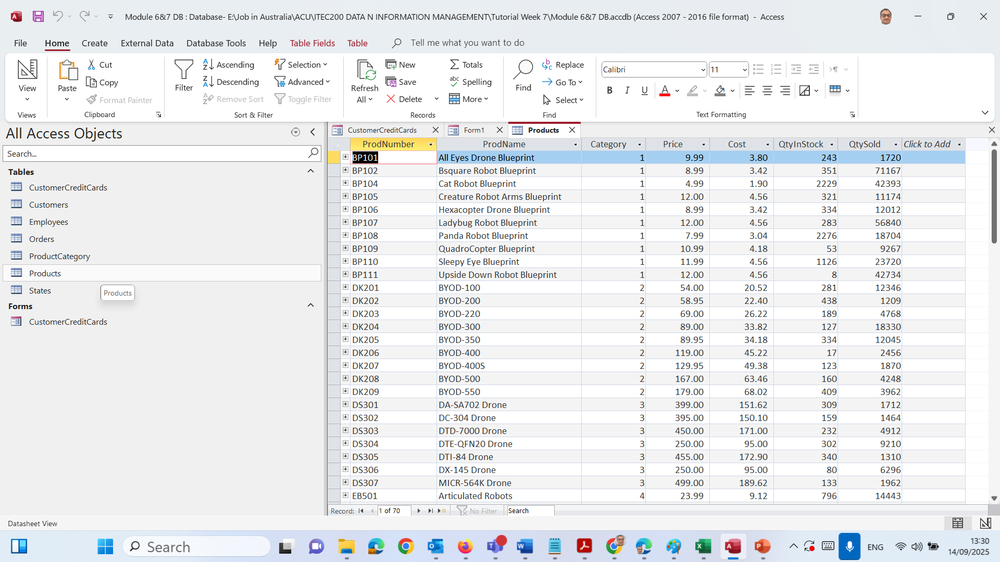 Module 6&7 DB : Database- E:\Job in Australia\ACU\ITEC200 DATA N INFORMATION MANAGEMENT\Tutorial Week 7\Module 6&7 DB.accdb (Access 2007 - 2016 file format) - Access
File Home Create External Data Database Tools Help Table Fields Table Tell me what you want to do
View
Views
Paste
Cut
Copy
Format Painter
Clipboard
Filter
Ascending
Descending
Remove Sort
Selection
Advanced
Toggle Filter
Sort & Filter
Refresh
All
New
Save
Delete
Totals
Spelling
More
Records
Find
Replace
Go To
Select
Find
Calibri 11
B I U A
Text Formatting
All Access Objects
Search...
Tables
CustomerCreditCards
Customers
Employees
Orders
ProductCategory
Products
States
Products
Forms
CustomerCreditCards
CustomerCreditCards Form1 Products
ProdNumber ProdName Category Price Cost QtyInStock QtySold Click to Add
BP101 All Eyes Drone Blueprint 1 9.99 3.80 243 1720
BP102 Bsquare Robot Blueprint 1 8.99 3.42 351 71167
BP104 Cat Robot Blueprint 1 4.99 1.90 2229 42393
BP105 Creature Robot Arms Blueprint 1 12.00 4.56 321 11174
BP106 Hexacopter Drone Blueprint 1 8.99 3.42 334 12012
BP107 Ladybug Robot Blueprint 1 12.00 4.56 283 56840
BP108 Panda Robot Blueprint 1 7.99 3.04 2276 18704
BP109 QuadroCopter Blueprint 1 10.99 4.18 53 9267
BP110 Sleepy Eye Blueprint 1 11.99 4.56 1126 23720
BP111 Upside Down Robot Blueprint 1 12.00 4.56 8 42734
DK201 BYOD-100 2 54.00 20.52 281 12346
DK202 BYOD-200 2 58.95 22.40 438 1209
DK203 BYOD-220 2 69.00 26.22 189 4768
DK204 BYOD-300 2 89.00 33.82 127 18330
DK205 BYOD-350 2 89.95 34.18 334 12045
DK206 BYOD-400 2 119.00 45.22 17 2456
DK207 BYOD-400S 2 129.95 49.38 123 1870
DK208 BYOD-500 2 167.00 63.46 160 4248
DK209 BYOD-550 2 179.00 68.02 409 3962
DS301 DA-SA702 Drone 3 399.00 151.62 309 1712
DS302 DC-304 Drone 3 395.00 150.10 159 1464
DS303 DTD-7000 Drone 3 450.00 171.00 232 4912
DS304 DTE-QFN20 Drone 3 250.00 95.00 302 9210
DS305 DTI-84 Drone 3 455.00 172.90 340 1310
DS306 DX-145 Drone 3 250.00 95.00 80 6296
DS307 MICR-564K Drone 3 499.00 189.62 133 1962
EB501 Articulated Robots 4 23.99 9.12 796 14443
Record: 1 of 70 No Filter Search
Datasheet View
Search
ENG
13:30
14/09/2025